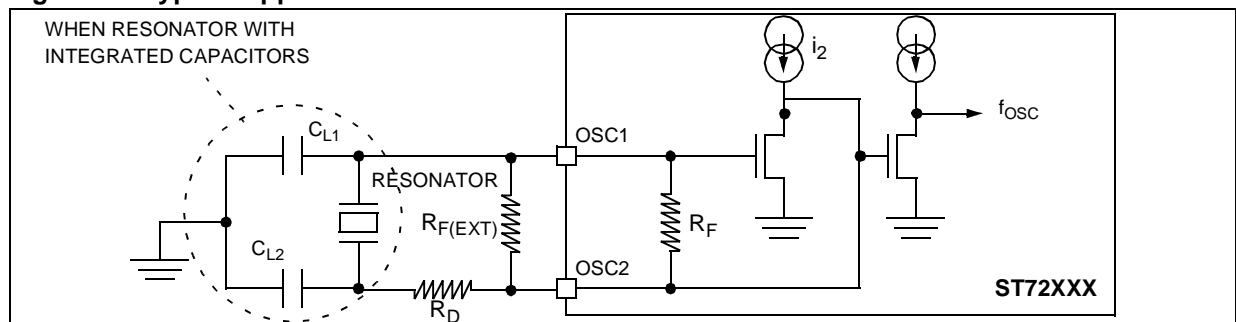 WHEN RESONATOR WITH
INTEGRATED CAPACITORS
i2
fOSC
CL1
OSC1
RESONATOR
RF(EXT)
RF
CL2
OSC2
RD
ST72XXX